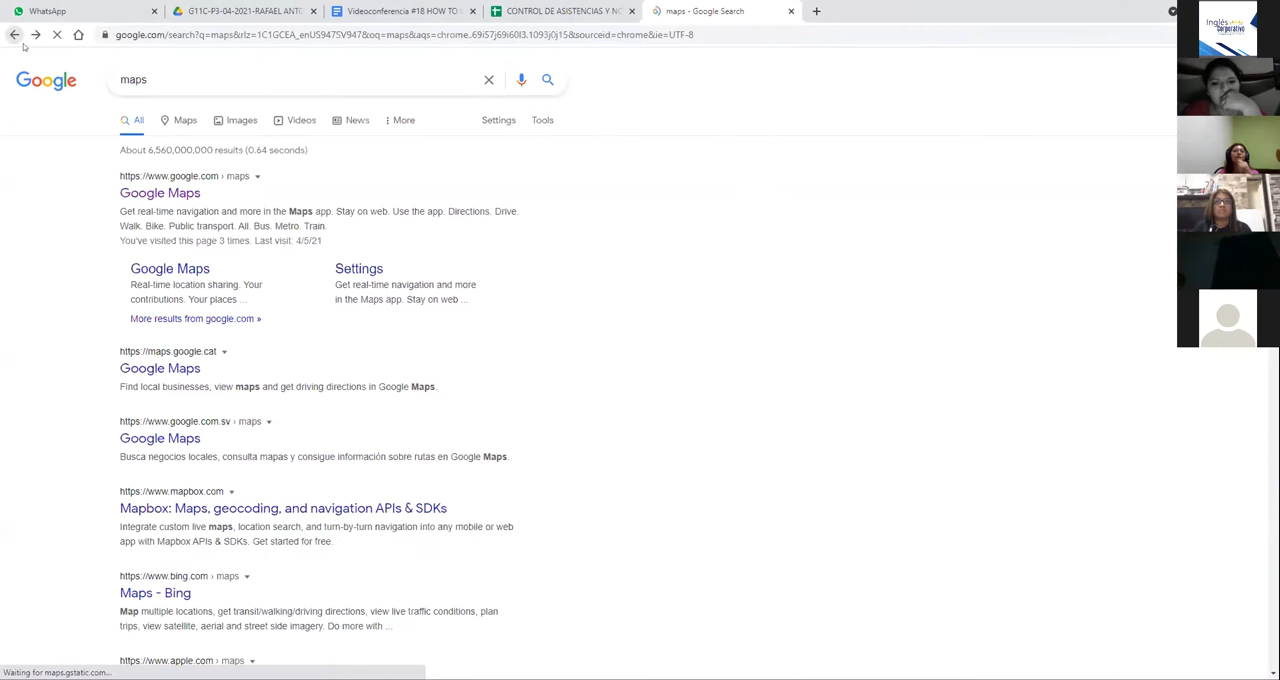 WhatsApp
G11C-P3-04-2021-RAFAEL ANTO
Videoconferencia #18 HOW TO
CONTROL DE ASISTENCIAS Y NO
maps - Google Search
google.com/search?q=maps&rlz=1C1GCEA_enUS947SV947&oq=maps&aqs=chrome..69i57j69i60l3.1093j0j15&sourceid=chrome&ie=UTF-8
Google
maps
All
Maps
Images
Videos
News
More
Settings
Tools
About 6,560,000,000 results (0.64 seconds)
https://www.google.com › maps
Google Maps
Get real-time navigation and more in the Maps app. Stay on web. Use the app. Directions. Drive.
Walk. Bike. Public transport. All. Bus. Metro. Train.
You've visited this page 3 times. Last visit: 4/5/21
Google Maps
Real-time location sharing. Your
contributions. Your places ...
Settings
Get real-time navigation and more
in the Maps app. Stay on web ...
More results from google.com »
https://maps.google.cat
Google Maps
Find local businesses, view maps and get driving directions in Google Maps.
https://www.google.com.sv › maps
Google Maps
Busca negocios locales, consulta mapas y consigue información sobre rutas en Google Maps.
https://www.mapbox.com
Mapbox: Maps, geocoding, and navigation APIs & SDKs
Integrate custom live maps, location search, and turn-by-turn navigation into any mobile or web
app with Mapbox APIs & SDKs. Get started for free.
https://www.bing.com › maps
Maps - Bing
Map multiple locations, get transit/walking/driving directions, view live traffic conditions, plan
trips, view satellite, aerial and street side imagery. Do more with ...
https://www.apple.com › maps
Waiting for maps.gstatic.com...
Inglés
Corporativo